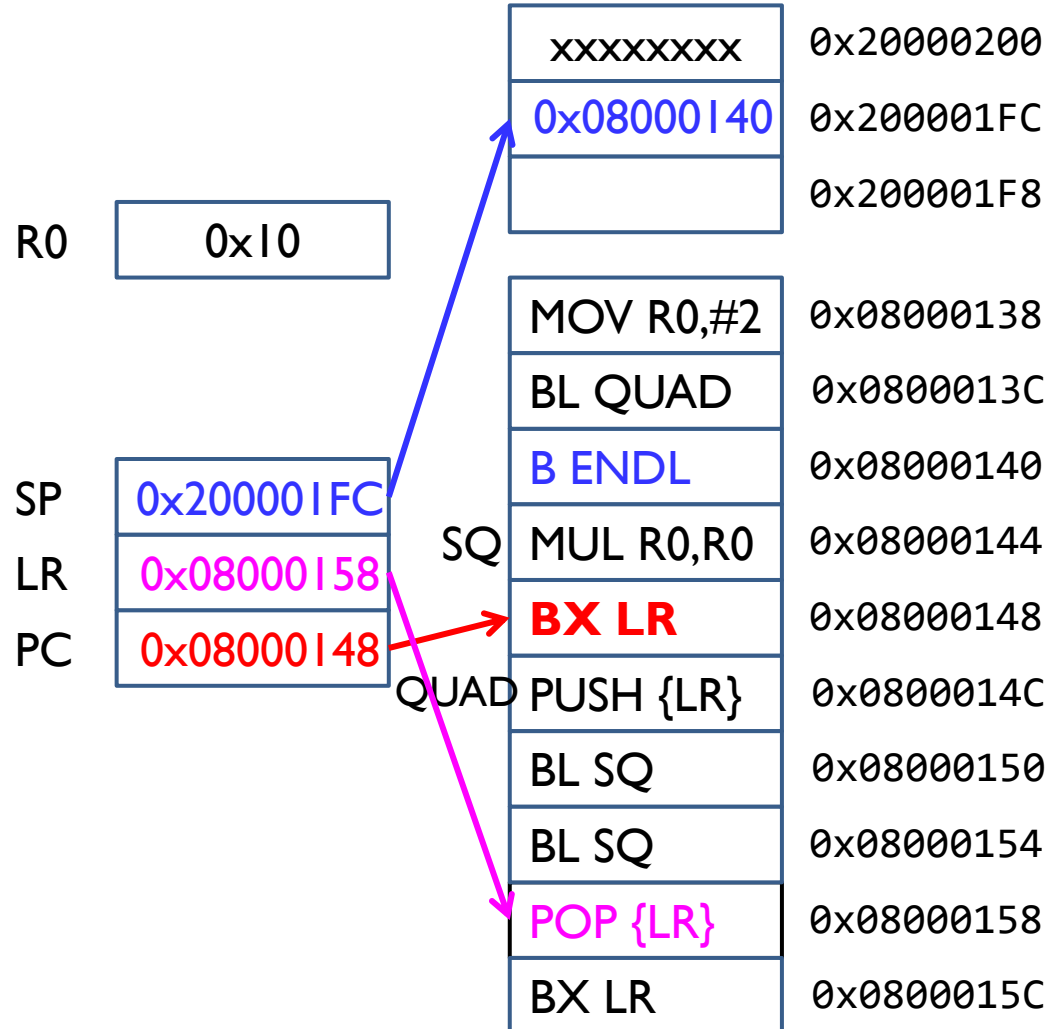 xxxxxxxx 0x20000200
0x08000140 0x200001FC
0x200001F8
R0 0x10
MOV R0,#2 0x08000138
BL QUAD 0x0800013C
B ENDL 0x08000140
SP 0x200001FC
SQ MUL R0,R0 0x08000144
LR 0x08000158
BX LR 0x08000148
PC 0x08000148
QUAD PUSH {LR} 0x0800014C
BL SQ 0x08000150
BL SQ 0x08000154
POP {LR} 0x08000158
BX LR 0x0800015C